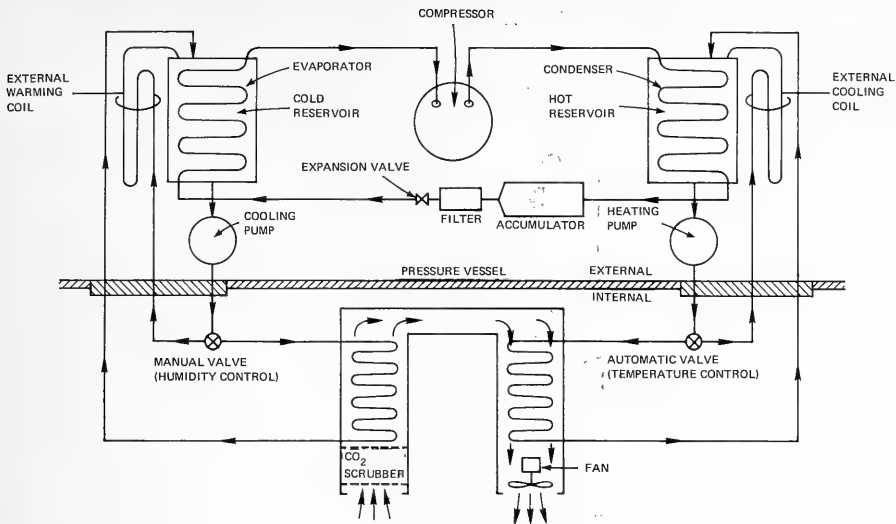 COMPRESSOR
EXTERNAL
WARMING
COIL
EVAPORATOR
COLD
RESERVOIR
CONDENSER
HOT
RESERVOIR
EXTERNAL
COOLING
COIL
EXPANSION VALVE
FILTER
ACCUMULATOR
COOLING
PUMP
HEATING
PUMP
PRESSURE VESSEL
EXTERNAL
INTERNAL
MANUAL VALVE
(HUMIDITY CONTROL)
AUTOMATIC VALVE
(TEMPERATURE CONTROL)
CO2
SCRUBBER
FAN